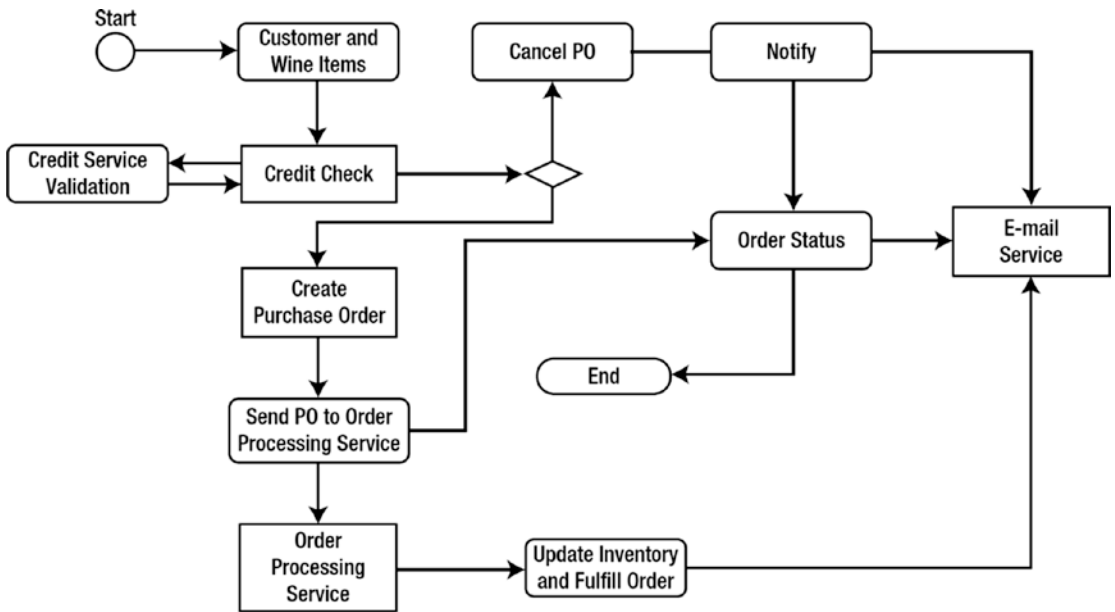 Start
Customer and
Wine Items
Cancel PO
Notify
Credit Service
Validation
Credit Check
Order Status
E-mail
Service
Create
Purchase Order
End
Send PO to Order
Processing Service
Order
Processing
Service
Update Inventory
and Fulfill Order